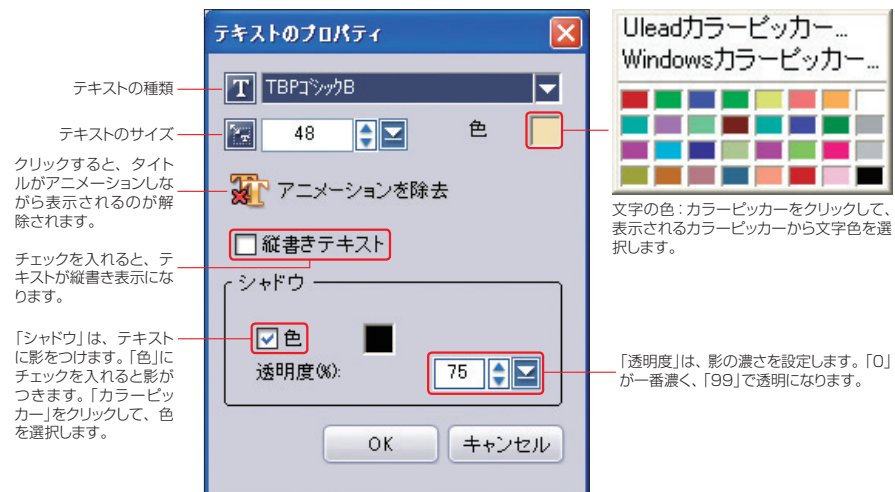 テキストのプロパティ
テキストの種類
T
TBPゴシックB
テキストのサイズ
48
色
クリックすると、タイト
ルがアニメーションしな
がら表示されるのが解
除されます。
アニメーションを除去
チェックを入れると、テ
キストが縦書き表示にな
ります。
縦書きテキスト
シャドウ
「シャドウ」は、テキスト
に影をつけます。「色」に
チェックを入れると影が
つきます。「カラーピッ
カー」をクリックして、色
を選択します。
色
透明度(%):
75
OK
キャンセル
Uleadカラーピッカー...
Windowsカラーピッカー...
文字の色：カラーピッカーをクリックして、
表示されるカラーピッカーから文字色を選
択します。
「透明度」は、影の濃さを設定します。「0」
が一番濃く、「99」で透明になります。